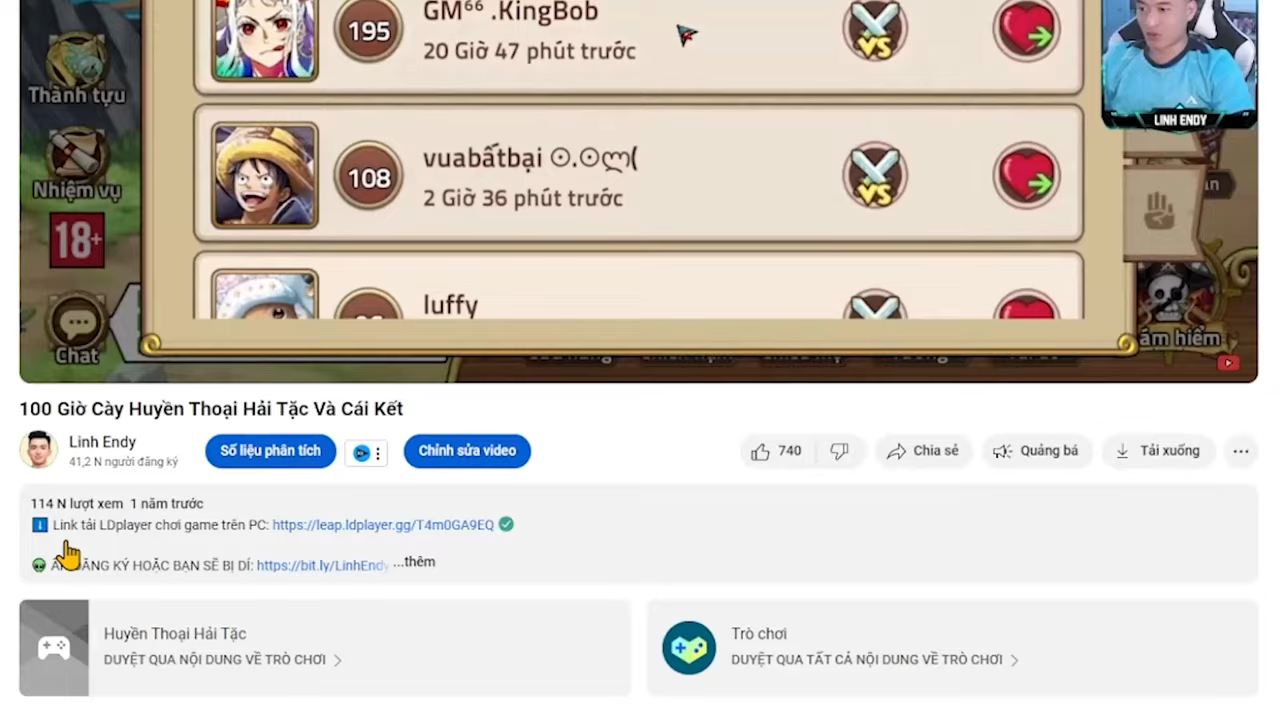 195
GM⁶⁶ .KingBob
20 Giờ 47 phút trước
VS
Thành tựu
LINH ENDY
108
vuabấtbại ⊙.⊙ლ(
2 Giờ 36 phút trước
VS
Nhiệm vụ
18+
luffy
Chat
ám hiểm
100 Giờ Cày Huyền Thoại Hải Tặc Và Cái Kết
Linh Endy
41,2 N người đăng ký
Số liệu phân tích
Chỉnh sửa video
740
Chia sẻ
Quảng bá
Tải xuống
114 N lượt xem 1 năm trước
Link tải LDplayer chơi game trên PC: https://leap.ldplayer.gg/T4m0GA9EQ
ĂNG KÝ HOẶC BẠN SẼ BỊ DÍ: https://bit.ly/LinhEndy ...thêm
Huyền Thoại Hải Tặc
DUYỆT QUA NỘI DUNG VỀ TRÒ CHƠI
Trò chơi
DUYỆT QUA TẤT CẢ NỘI DUNG VỀ TRÒ CHƠI